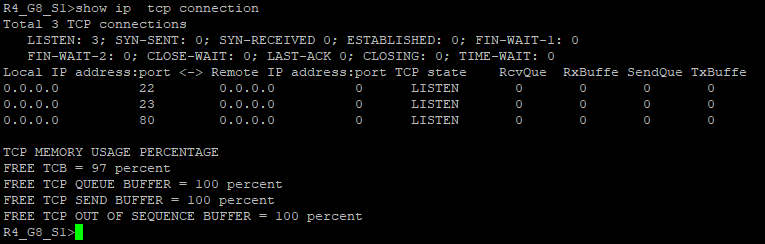 R4_G8_S1>show ip  tcp connection
Total 3 TCP connections
   LISTEN: 3; SYN-SENT: 0; SYN-RECEIVED 0; ESTABLISHED: 0; FIN-WAIT-1: 0
   FIN-WAIT-2: 0; CLOSE-WAIT: 0; LAST-ACK 0; CLOSING: 0; TIME-WAIT: 0
Local IP address:port <-> Remote IP address:port TCP state    RcvQue  RxBuffe  SendQue  TxBuffe
0.0.0.0           22        0.0.0.0           0      LISTEN       0        0        0        0
0.0.0.0           23        0.0.0.0           0      LISTEN       0        0        0        0
0.0.0.0           80        0.0.0.0           0      LISTEN       0        0        0        0
TCP MEMORY USAGE PERCENTAGE
FREE TCB = 97 percent
FREE TCP QUEUE BUFFER = 100 percent
FREE TCP SEND BUFFER = 100 percent
FREE TCP OUT OF SEQUENCE BUFFER = 100 percent
R4_G8_S1>